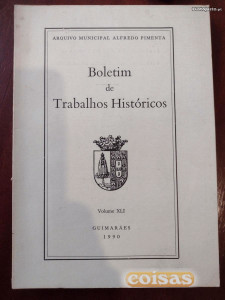 ARQUIVO MUNICIPAL ALFREDO PIMENTA
Boletim
de
Trabalhos Históricos
Volume XLI
GUIMARÃES
1990
coisas